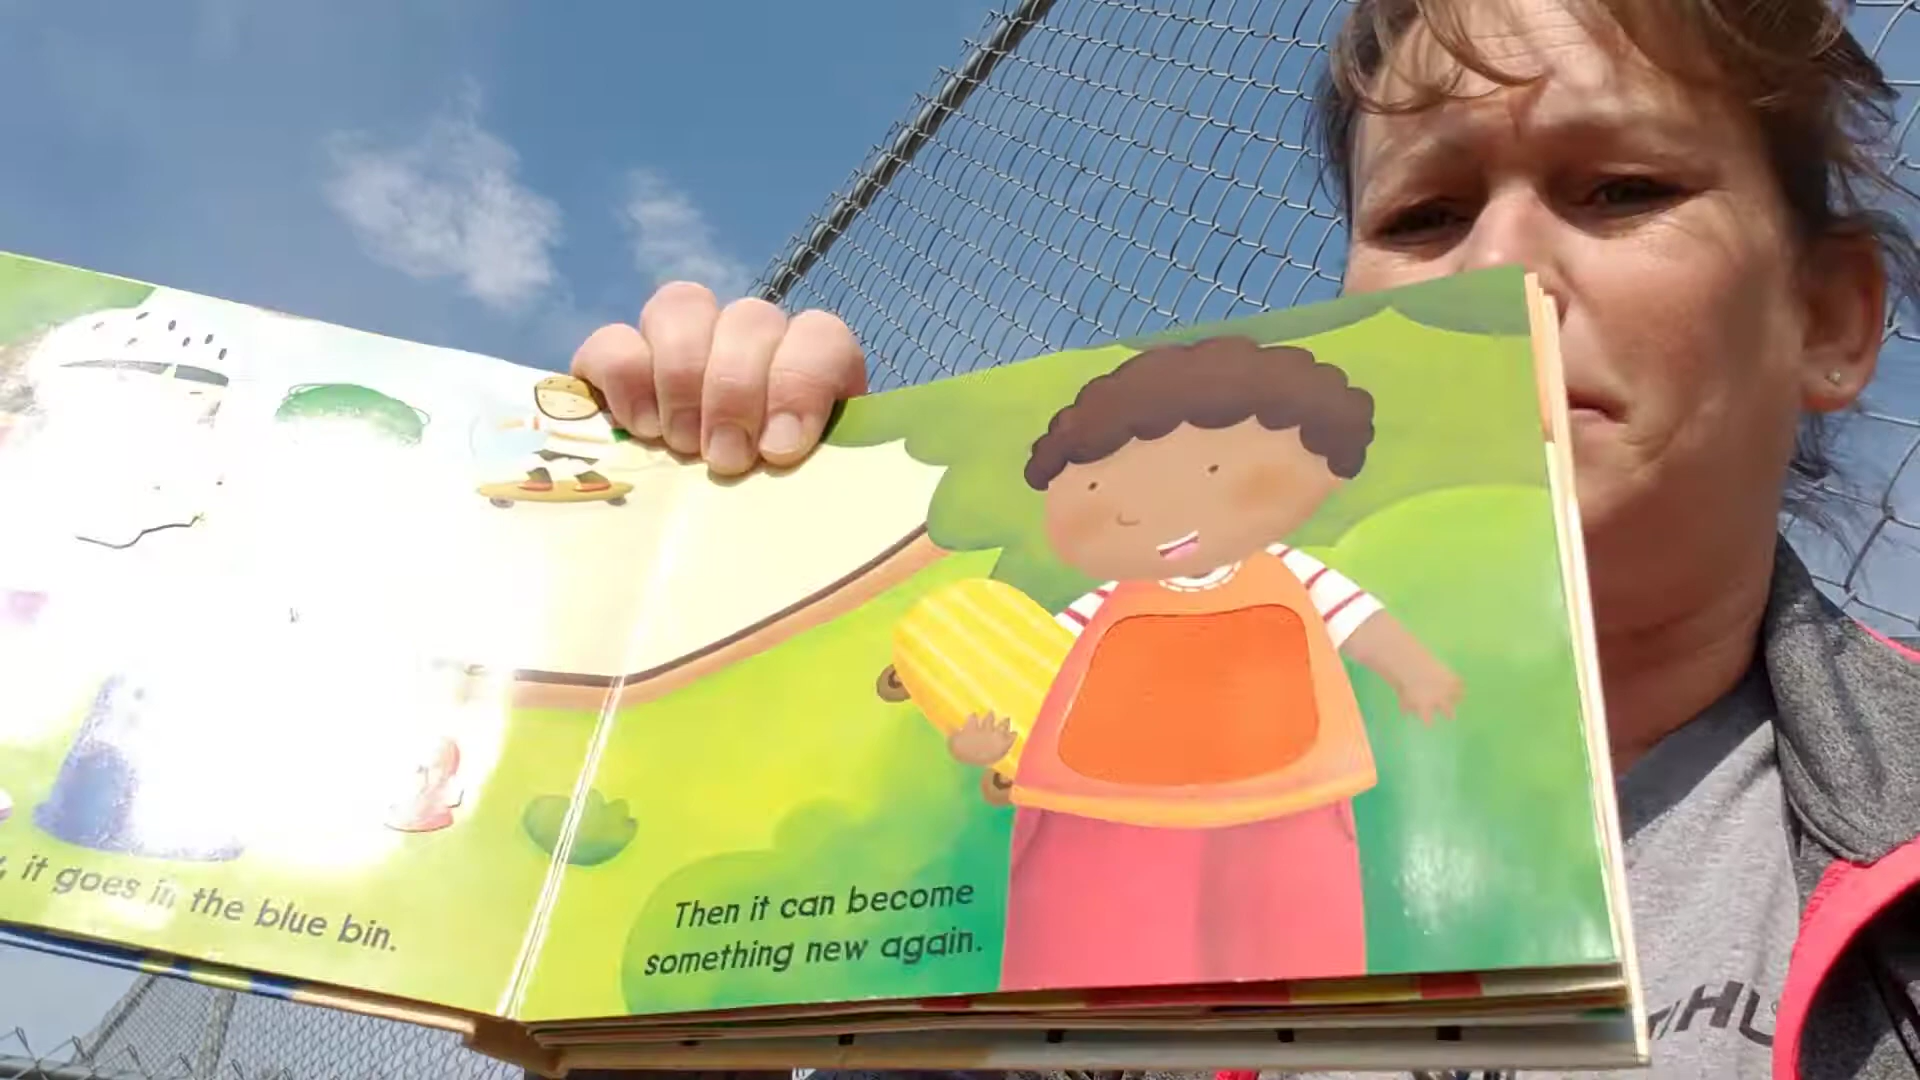 it goes in the blue bin.
Then it can become
something new again.